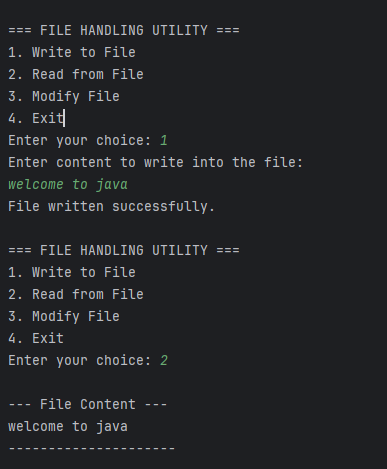 === FILE HANDLING UTILITY ===
1. Write to File
2. Read from File
3. Modify File
4. Exit
Enter your choice: 1
Enter content to write into the file:
welcome to java
File written successfully.
=== FILE HANDLING UTILITY ===
1. Write to File
2. Read from File
3. Modify File
4. Exit
Enter your choice: 2
--- File Content ---
welcome to java
---------------------